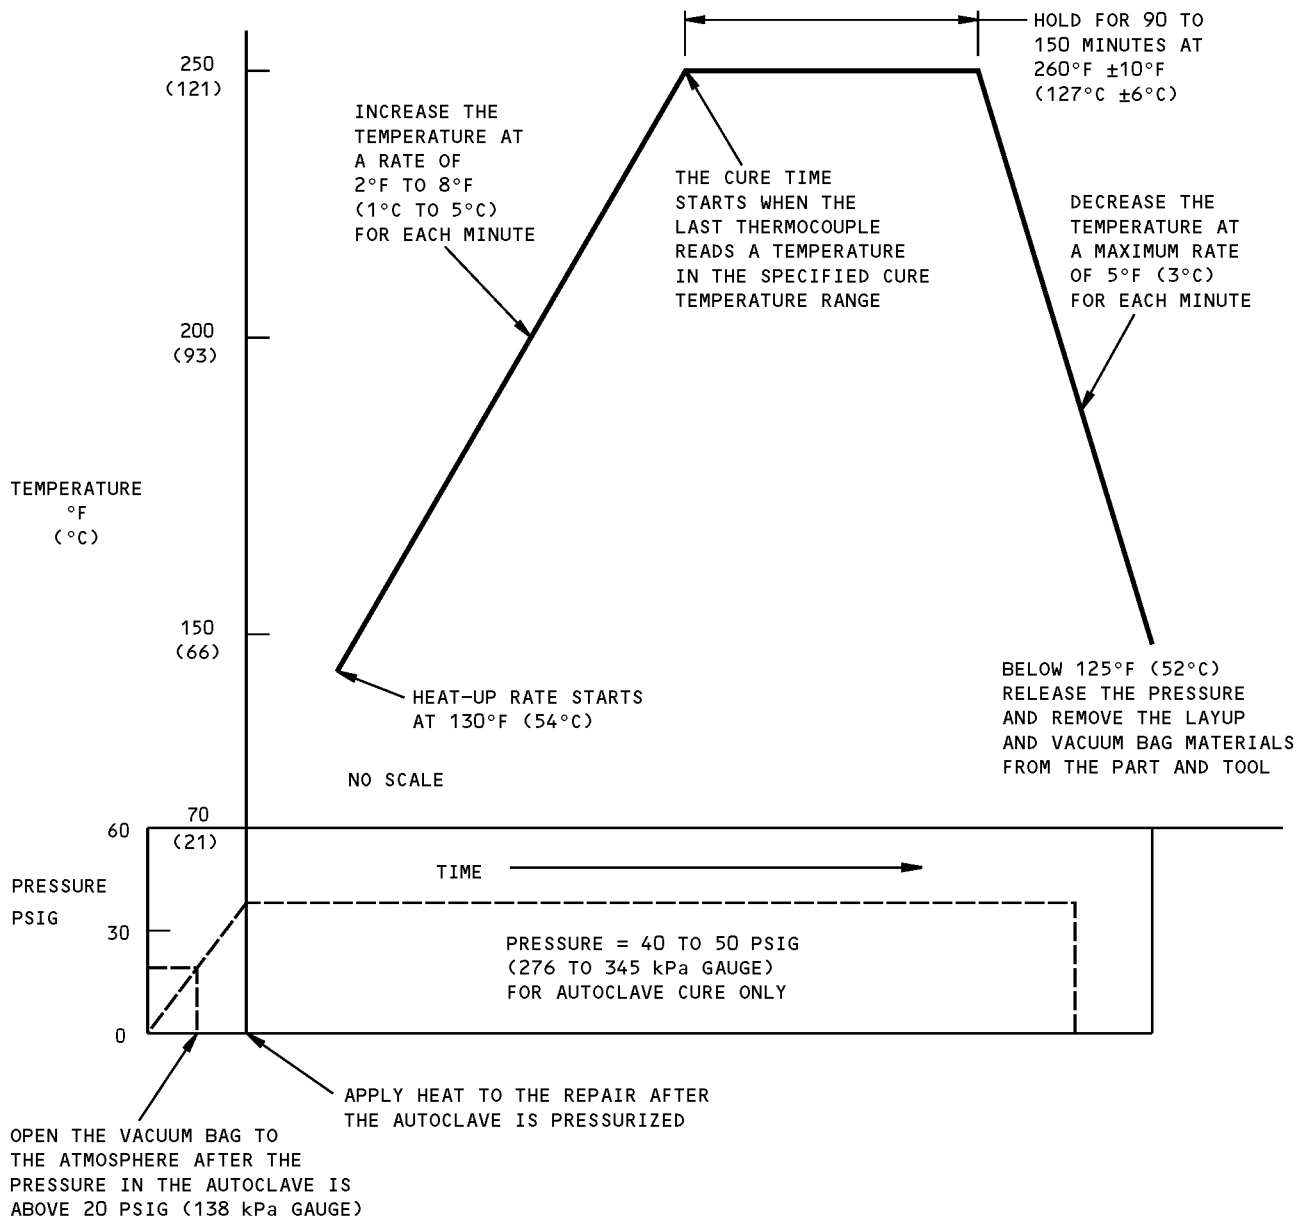 HOLD FOR 90 TO
150 MINUTES AT
260°F ±10°F
(127°C ±6°C)
250
(121)
INCREASE THE
TEMPERATURE AT
A RATE OF
2°F TO 8°F
(1°C TO 5°C)
FOR EACH MINUTE
THE CURE TIME
STARTS WHEN THE
LAST THERMOCOUPLE
READS A TEMPERATURE
IN THE SPECIFIED CURE
TEMPERATURE RANGE
DECREASE THE
TEMPERATURE AT
A MAXIMUM RATE
OF 5°F (3°C)
FOR EACH MINUTE
200
(93)
TEMPERATURE
°F
(°C)
150
(66)
HEAT-UP RATE STARTS
AT 130°F (54°C)
BELOW 125°F (52°C)
RELEASE THE PRESSURE
AND REMOVE THE LAYUP
AND VACUUM BAG MATERIALS
FROM THE PART AND TOOL
NO SCALE
70
(21)
60
TIME
PRESSURE
PSIG
30
PRESSURE = 40 TO 50 PSIG
(276 TO 345 kPa GAUGE)
FOR AUTOCLAVE CURE ONLY
0
APPLY HEAT TO THE REPAIR AFTER
THE AUTOCLAVE IS PRESSURIZED
OPEN THE VACUUM BAG TO
THE ATMOSPHERE AFTER THE
PRESSURE IN THE AUTOCLAVE IS
ABOVE 20 PSIG (138 kPa GAUGE)